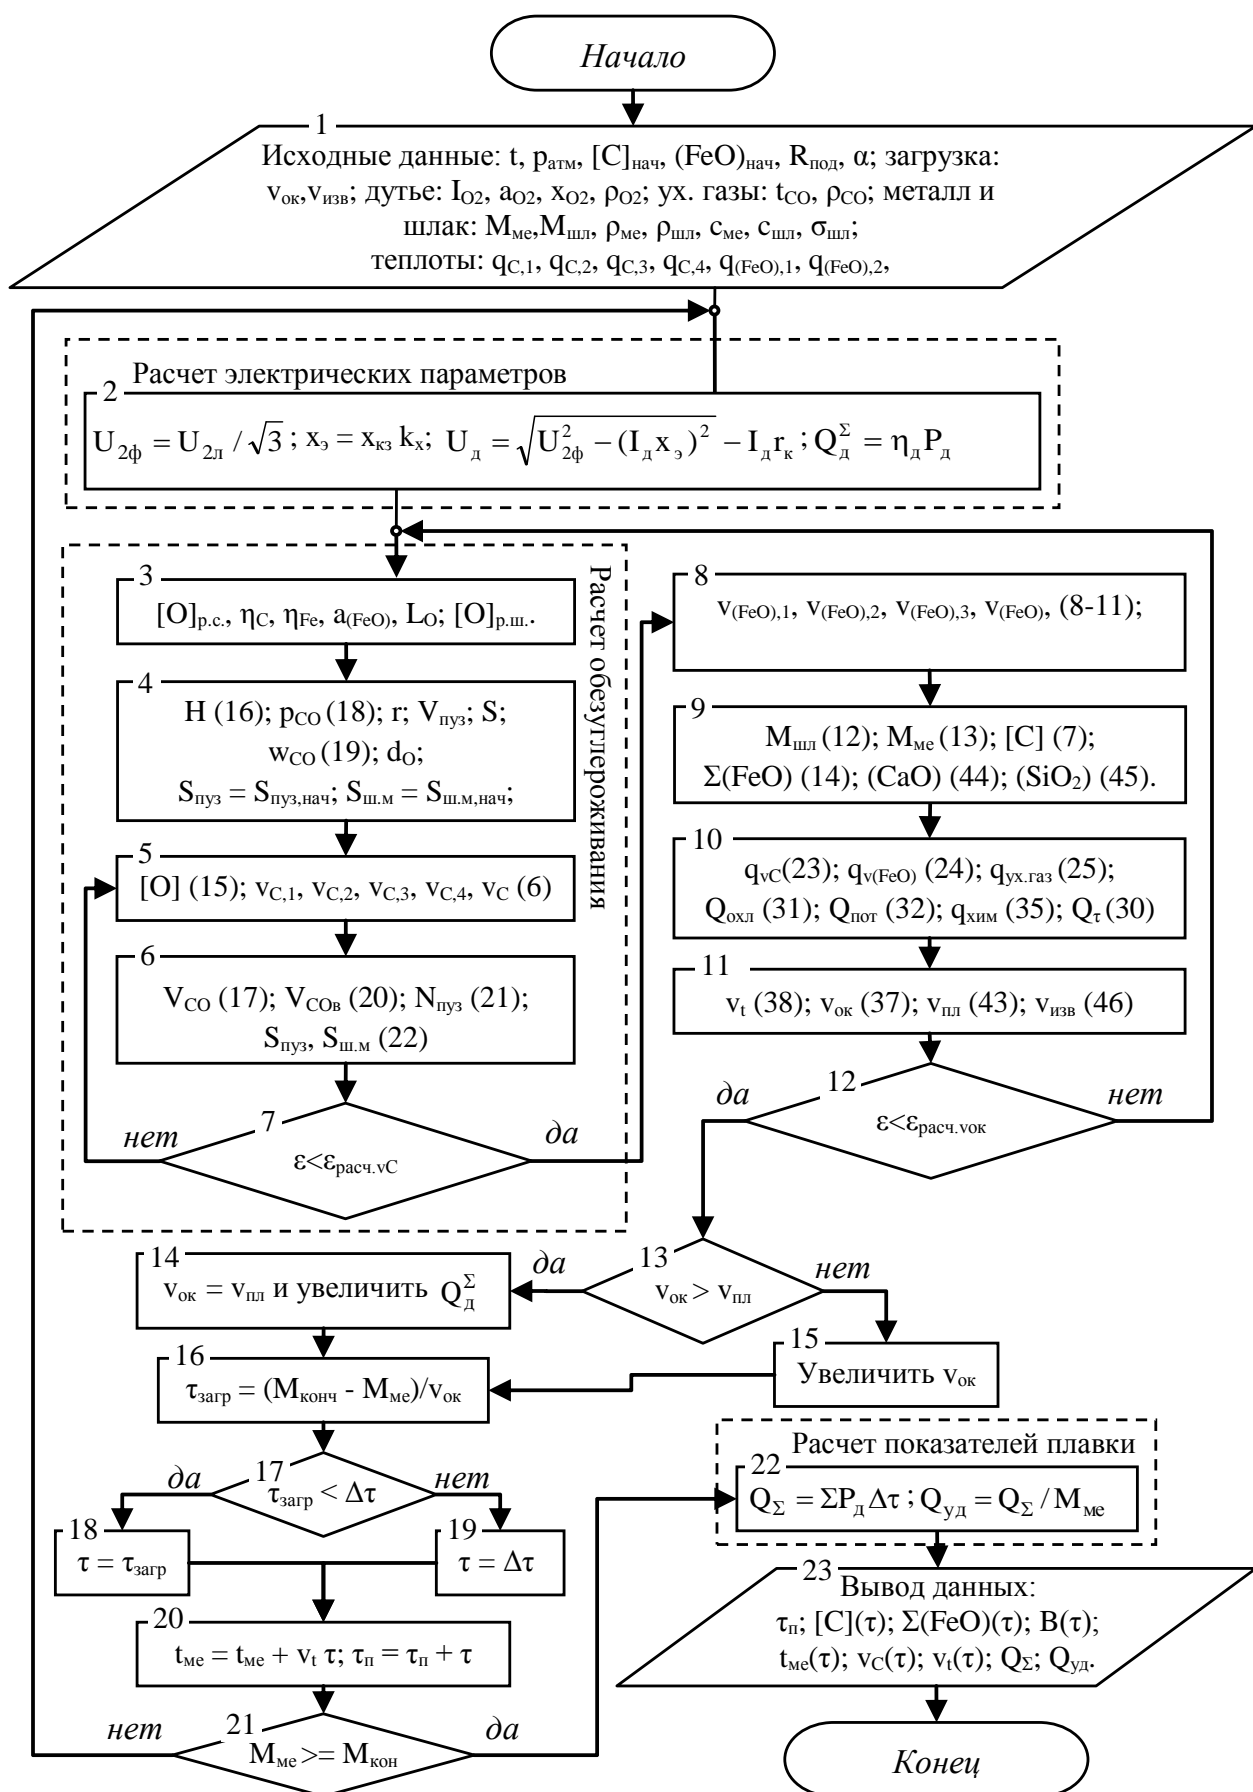 Начало
1
Исходные данные: t, pатм, [C]нач, (FeO)нач, Rпод, α; загрузка:
vок,vизв; дутье: IO2, aO2, xO2, ρO2; ух. газы: tCO, ρCO; металл и
шлак: Mме,Mшл, ρме, ρшл, cме, cшл, σшл;
теплоты: qC,1, qC,2, qC,3, qC,4, q(FeO),1, q(FeO),2,
Расчет электрических параметров
2
U2ф = U2л / √3 ; xэ = xкз kх; Uд = √(U²2ф − (Iд xэ)²) − Iд rк ; QдΣ = ηд Pд
Расчет обезуглероживания
3
[O]р.с., ηC, ηFe, a(FeO), LO; [O]р.ш..
4
H (16); pCO (18); r; Vпуз; S;
wCO (19); dO;
Sпуз = Sпуз,нач; Sш.м = Sш.м,нач;
5
[O] (15); vC,1, vC,2, vC,3, vC,4, vC (6)
6
VCO (17); VCOв (20); Nпуз (21);
Sпуз, Sш.м (22)
7
нет
да
ε<εрасч.vC
8
v(FeO),1, v(FeO),2, v(FeO),3, v(FeO), (8-11);
9
Mшл (12); Mме (13); [C] (7);
Σ(FeO) (14); (CaO) (44); (SiO2) (45).
10
qvC(23); qv(FeO) (24); qух.газ (25);
Qохл (31); Qпот (32); qхим (35); Qτ (30)
11
vt (38); vок (37); vпл (43); vизв (46)
12
да
нет
ε<εрасч.vок
13
да
нет
vок > vпл
14
vок = vпл и увеличить QдΣ
15
Увеличить vок
16
τзагр = (Mконч - Mме)/vок
17
да
нет
τзагр < Δτ
18
τ = τзагр
19
τ = Δτ
20
tме = tме + vt τ; τп = τп + τ
21
нет
да
Mме >= Mкон
Расчет показателей плавки
22
QΣ = ΣPд Δτ ; Qуд = QΣ / Mме
23
Вывод данных:
τп; [C](τ); Σ(FeO)(τ); B(τ);
tме(τ); vC(τ); vt(τ); QΣ; Qуд.
Конец